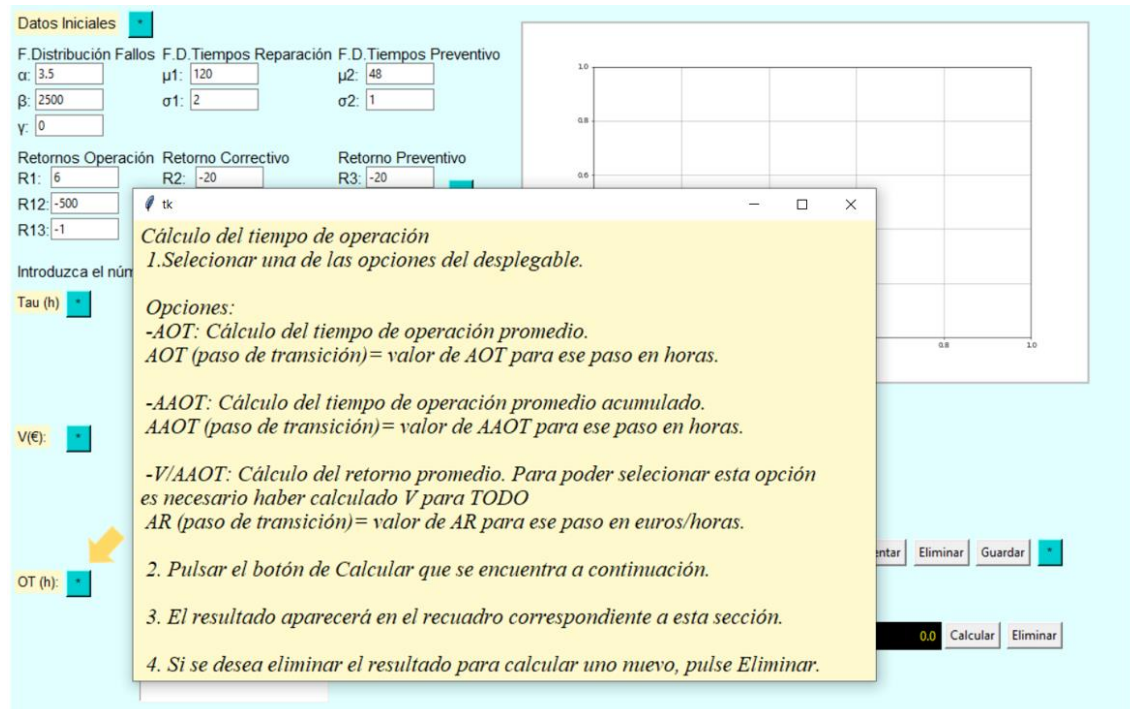 Datos Iniciales *
F.Distribución Fallos F.D.Tiempos Reparación F.D.Tiempos Preventivo
α: 3.5 μ1: 120 μ2: 48
β: 2500 σ1: 2 σ2: 1
γ: 0
Retornos Operación Retorno Correctivo Retorno Preventivo
R1: 6 R2: -20 R3: -20
R12: -500
R13: -1
Introduzca el núm
Tau (h) *
V(€): *
OT (h): *
1.0
0.8
0.6
0.8 1.0
tk
Cálculo del tiempo de operación
1.Selecionar una de las opciones del desplegable.
Opciones:
-AOT: Cálculo del tiempo de operación promedio.
AOT (paso de transición)= valor de AOT para ese paso en horas.
-AAOT: Cálculo del tiempo de operación promedio acumulado.
AAOT (paso de transición)= valor de AAOT para ese paso en horas.
-V/AAOT: Cálculo del retorno promedio. Para poder selecionar esta opción
es necesario haber calculado V para TODO
AR (paso de transición)= valor de AR para ese paso en euros/horas.
2. Pulsar el botón de Calcular que se encuentra a continuación.
3. El resultado aparecerá en el recuadro correspondiente a esta sección.
4. Si se desea eliminar el resultado para calcular uno nuevo, pulse Eliminar.
entar Eliminar Guardar *
0.0 Calcular Eliminar